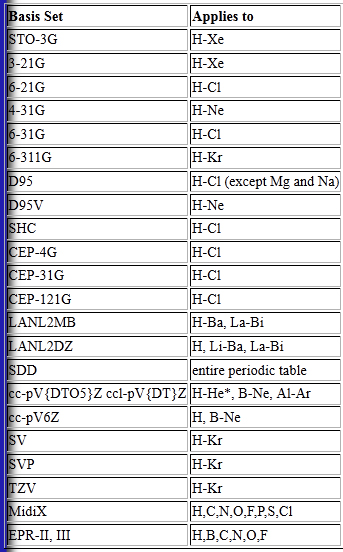 Basis Set Applies to
STO-3G H-Xe
3-21G H-Xe
6-21G H-Cl
4-31G H-Ne
6-31G H-Cl
6-311G H-Kr
D95 H-Cl (except Mg and Na)
D95V H-Ne
SHC H-Cl
CEP-4G H-Cl
CEP-31G H-Cl
CEP-121G H-Cl
LANL2MB H-Ba, La-Bi
LANL2DZ H, Li-Ba, La-Bi
SDD entire periodic table
cc-pV{DTO5}Z ccl-pV{DT}Z H-He*, B-Ne, Al-Ar
cc-pV6Z H, B-Ne
SV H-Kr
SVP H-Kr
TZV H-Kr
MidiX H,C,N,O,F,P,S,Cl
EPR-II, III H,B,C,N,O,F